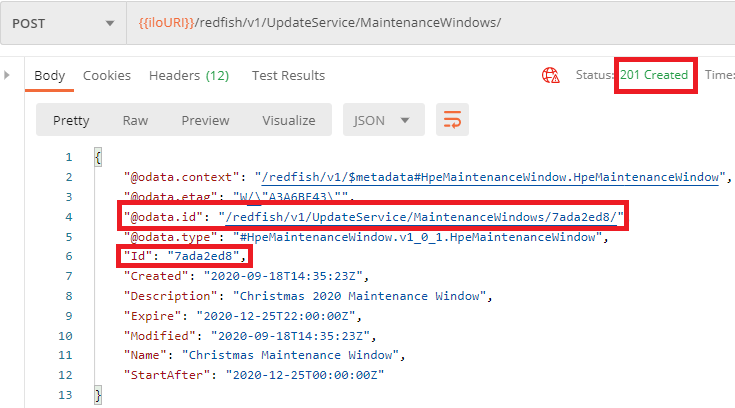 POST {{iloURI}}/redfish/v1/UpdateService/MaintenanceWindows/
Body Cookies Headers (12) Test Results Status: 201 Created Time:
Pretty Raw Preview Visualize JSON
1 {
2 "@odata.context": "/redfish/v1/$metadata#HpeMaintenanceWindow.HpeMaintenanceWindow",
3 "@odata.etag": "W/\"A3A6BE43\"",
4 "@odata.id": "/redfish/v1/UpdateService/MaintenanceWindows/7ada2ed8/"
5 "@odata.type": "#HpeMaintenanceWindow.v1_0_1.HpeMaintenanceWindow",
6 "Id": "7ada2ed8",
7 "Created": "2020-09-18T14:35:23Z",
8 "Description": "Christmas 2020 Maintenance Window",
9 "Expire": "2020-12-25T22:00:00Z",
10 "Modified": "2020-09-18T14:35:23Z",
11 "Name": "Christmas Maintenance Window",
12 "StartAfter": "2020-12-25T00:00:00Z"
13 }